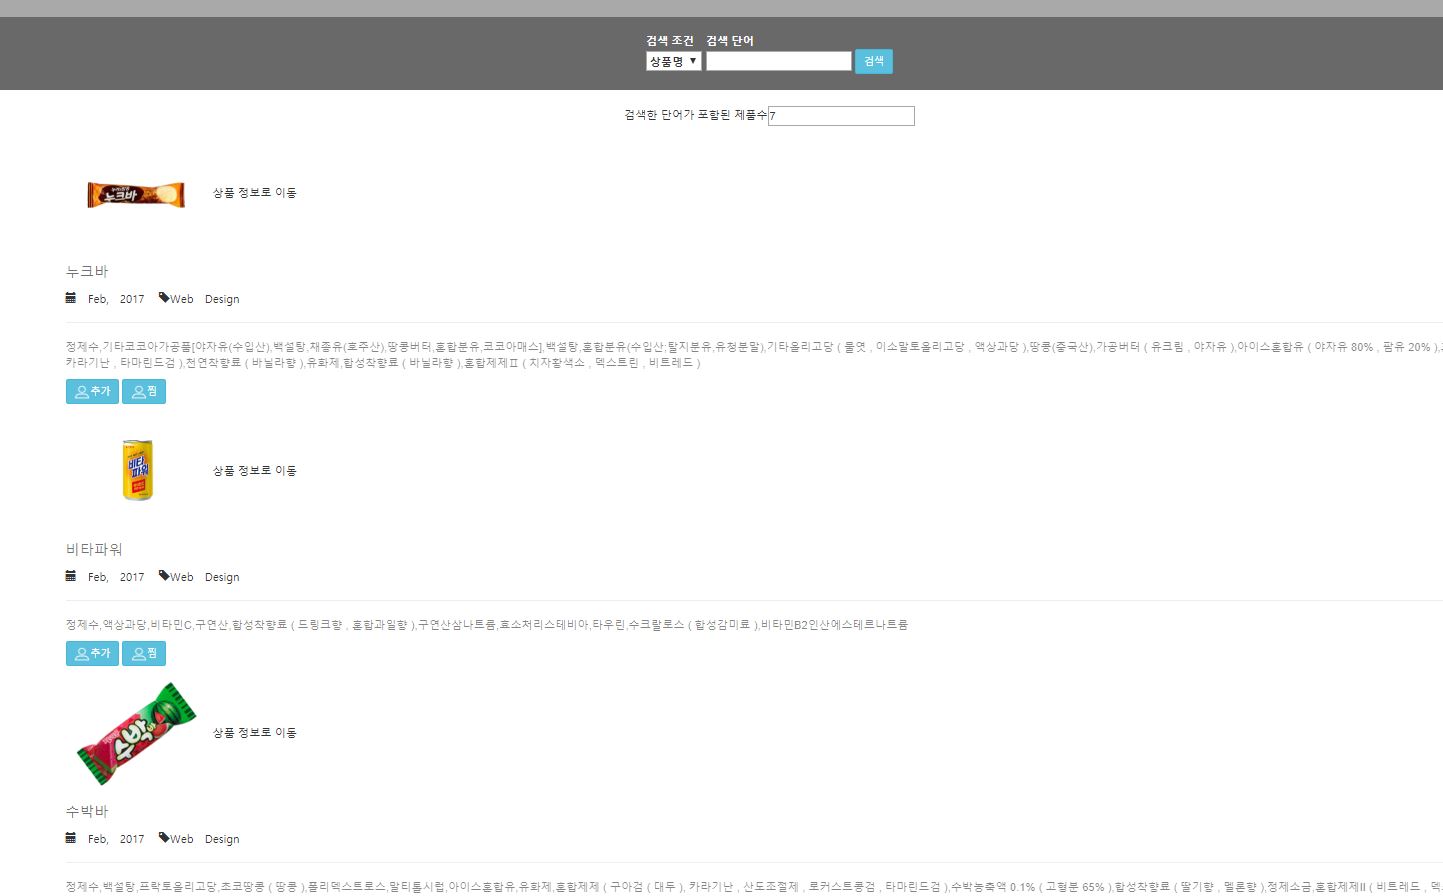 검색 조건 검색 단어
상품명 검색
검색한 단어가 포함된 제품수 7
누크바
상품 정보로 이동
누크바
Feb, 2017 Web Design
정제수,기타코코아가공품[야자유(수입산),백설탕,채종유(호주산),땅콩버터,혼합분유,코코아매스],백설탕,혼합분유(수입산;탈지분유,유청분말),기타올리고당 ( 물엿 , 이소말토올리고당 , 액상과당 ),땅콩(중국산),가공버터 ( 유크림 , 야자유 ),아이스혼합유 ( 야자유 80% , 팜유 20% ),
카라기난 , 타마린드검 ),천연착향료 ( 바닐라향 ),유화제,합성착향료 ( 바닐라향 ),혼합제제Ⅱ ( 치자황색소 , 덱스트린 , 비트레드 )
추가 찜
비타
파워
상품 정보로 이동
비타파워
Feb, 2017 Web Design
정제수,액상과당,비타민C,구연산,합성착향료 ( 드링크향 , 혼합과일향 ),구연산삼나트륨,효소처리스테비아,타우린,수크랄로스 ( 합성감미료 ),비타민B2인산에스테르나트륨
추가 찜
수박바
상품 정보로 이동
수박바
Feb, 2017 Web Design
정제수,백설탕,프락토올리고당,초코땅콩 ( 땅콩 ),폴리덱스트로스,말티톨시럽,아이스혼합유,유화제,혼합제제 ( 구아검 ( 대두 ), 카라기난 , 산도조절제 , 로커스트콩검 , 타마린드검 ),수박농축액 0.1% ( 고형분 65% ),합성착향료 ( 딸기향 , 멜론향 ),정제소금,혼합제제II ( 비트레드 ,